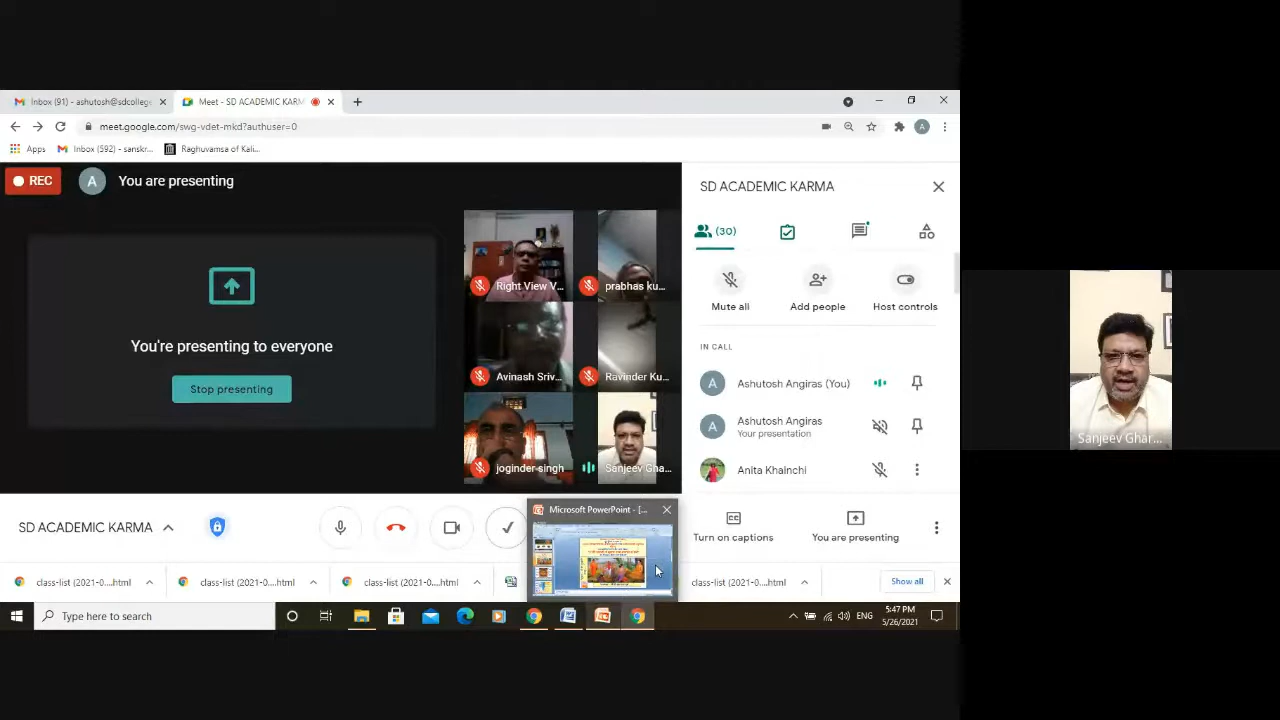 Inbox (91) - ashutosh@sdcolleg
Meet - SD ACADEMIC KARM
meet.google.com/swg-vdet-mkd?authuser=0
Apps
Inbox (592) - sanskr...
Raghuvamsa of Kali...
REC
A
You are presenting
You're presenting to everyone
Stop presenting
Right View V...
prabhas ku...
Avinash Sriv...
Ravinder Ku...
joginder singh
Sanjeev Gha...
SD ACADEMIC KARMA
(30)
Mute all
Add people
Host controls
IN CALL
A
Ashutosh Angiras (You)
A
Ashutosh Angiras
Your presentation
Anita Khainchi
SD ACADEMIC KARMA
Microsoft PowerPoint - [...
Turn on captions
You are presenting
class-list (2021-0....html
class-list (2021-0....html
class-list (2021-0....html
class-list (2021-0....html
Show all
Type here to search
ENG
5:47 PM
5/26/2021
Sanjeev Ghar...